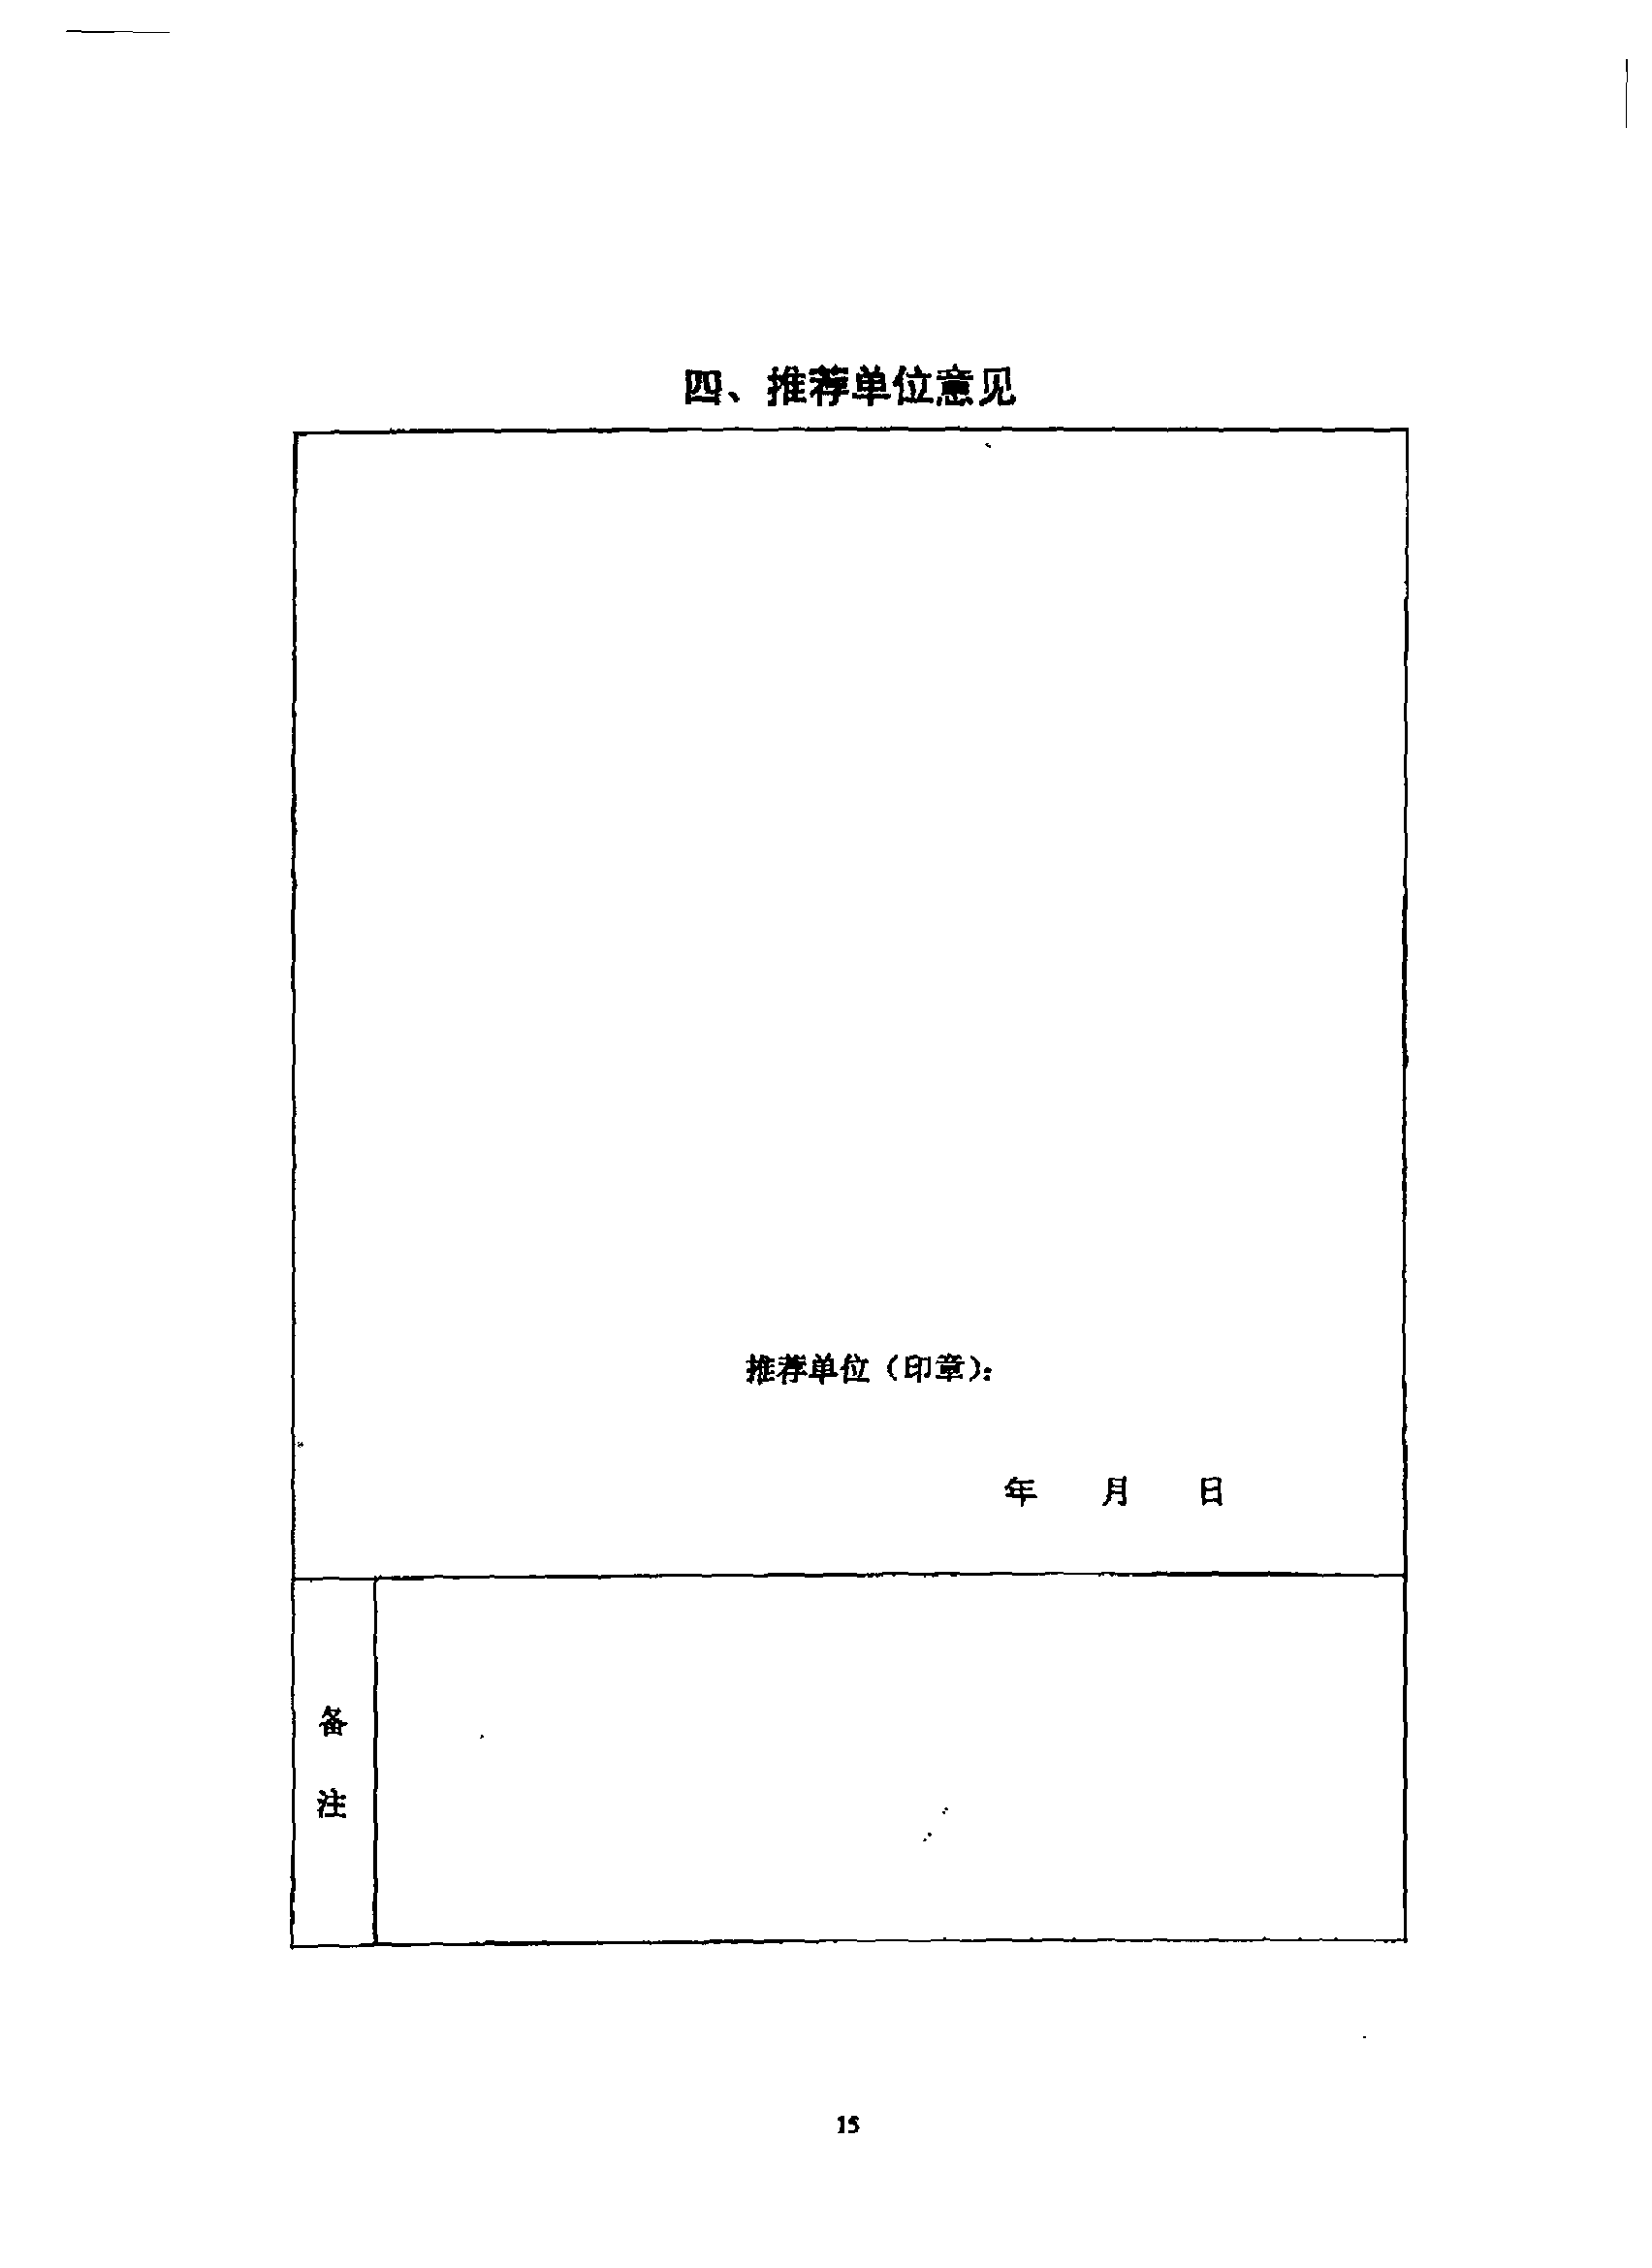 四、推荐单位意见
推荐单位（印章）：
年 月 日
备
注
15